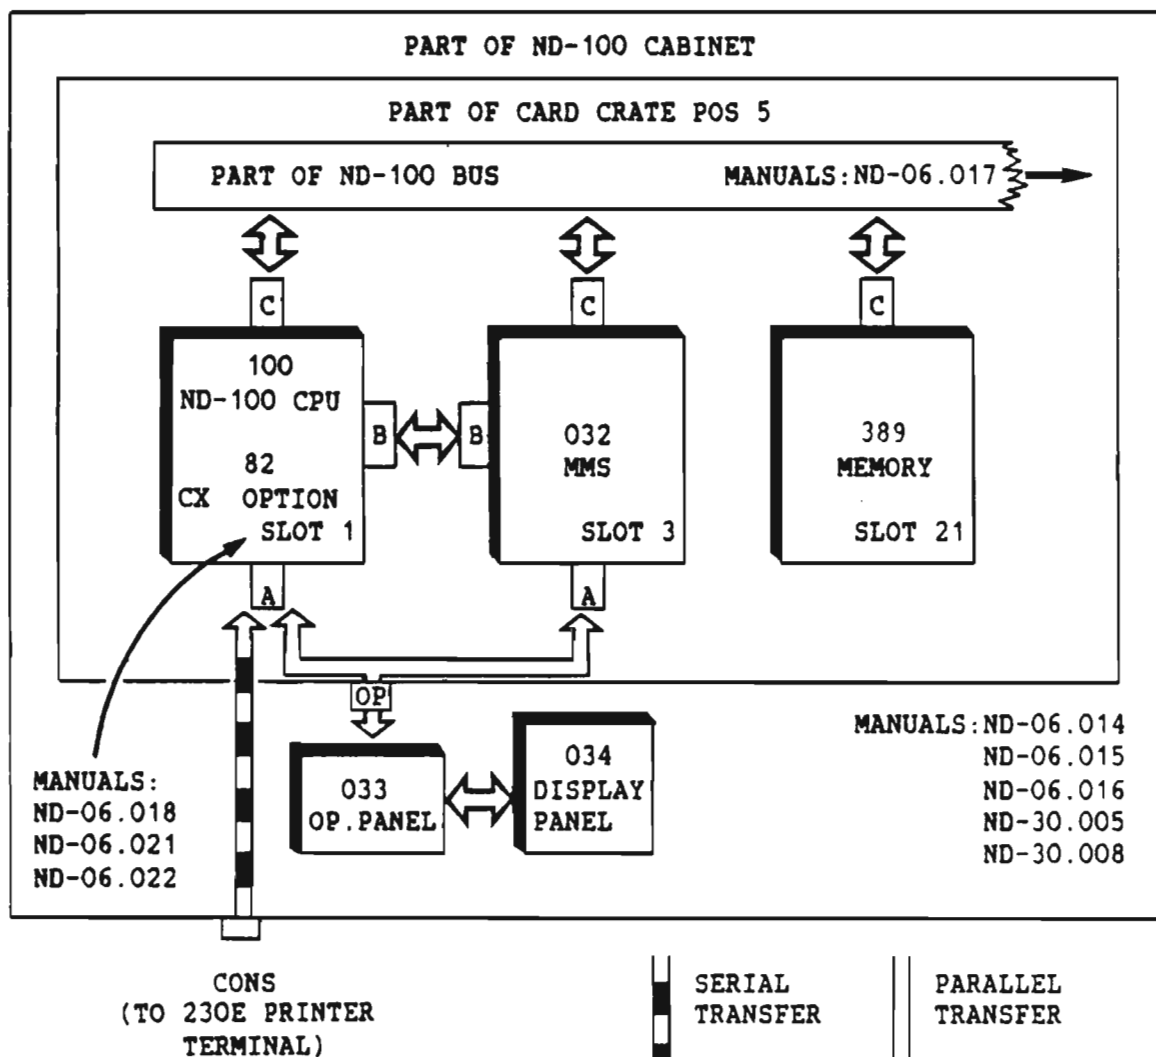 PART OF ND-100 CABINET
PART OF CARD CRATE POS 5
PART OF ND-100 BUS
MANUALS:ND-06.017
C
C
C
100
ND-100 CPU
82
CX OPTION
SLOT 1
B
B
032
MMS
SLOT 3
389
MEMORY
SLOT 21
A
A
OP
033
OP.PANEL
034
DISPLAY
PANEL
MANUALS:
ND-06.018
ND-06.021
ND-06.022
MANUALS:ND-06.014
ND-06.015
ND-06.016
ND-30.005
ND-30.008
CONS
(TO 230E PRINTER
TERMINAL)
SERIAL
TRANSFER
PARALLEL
TRANSFER